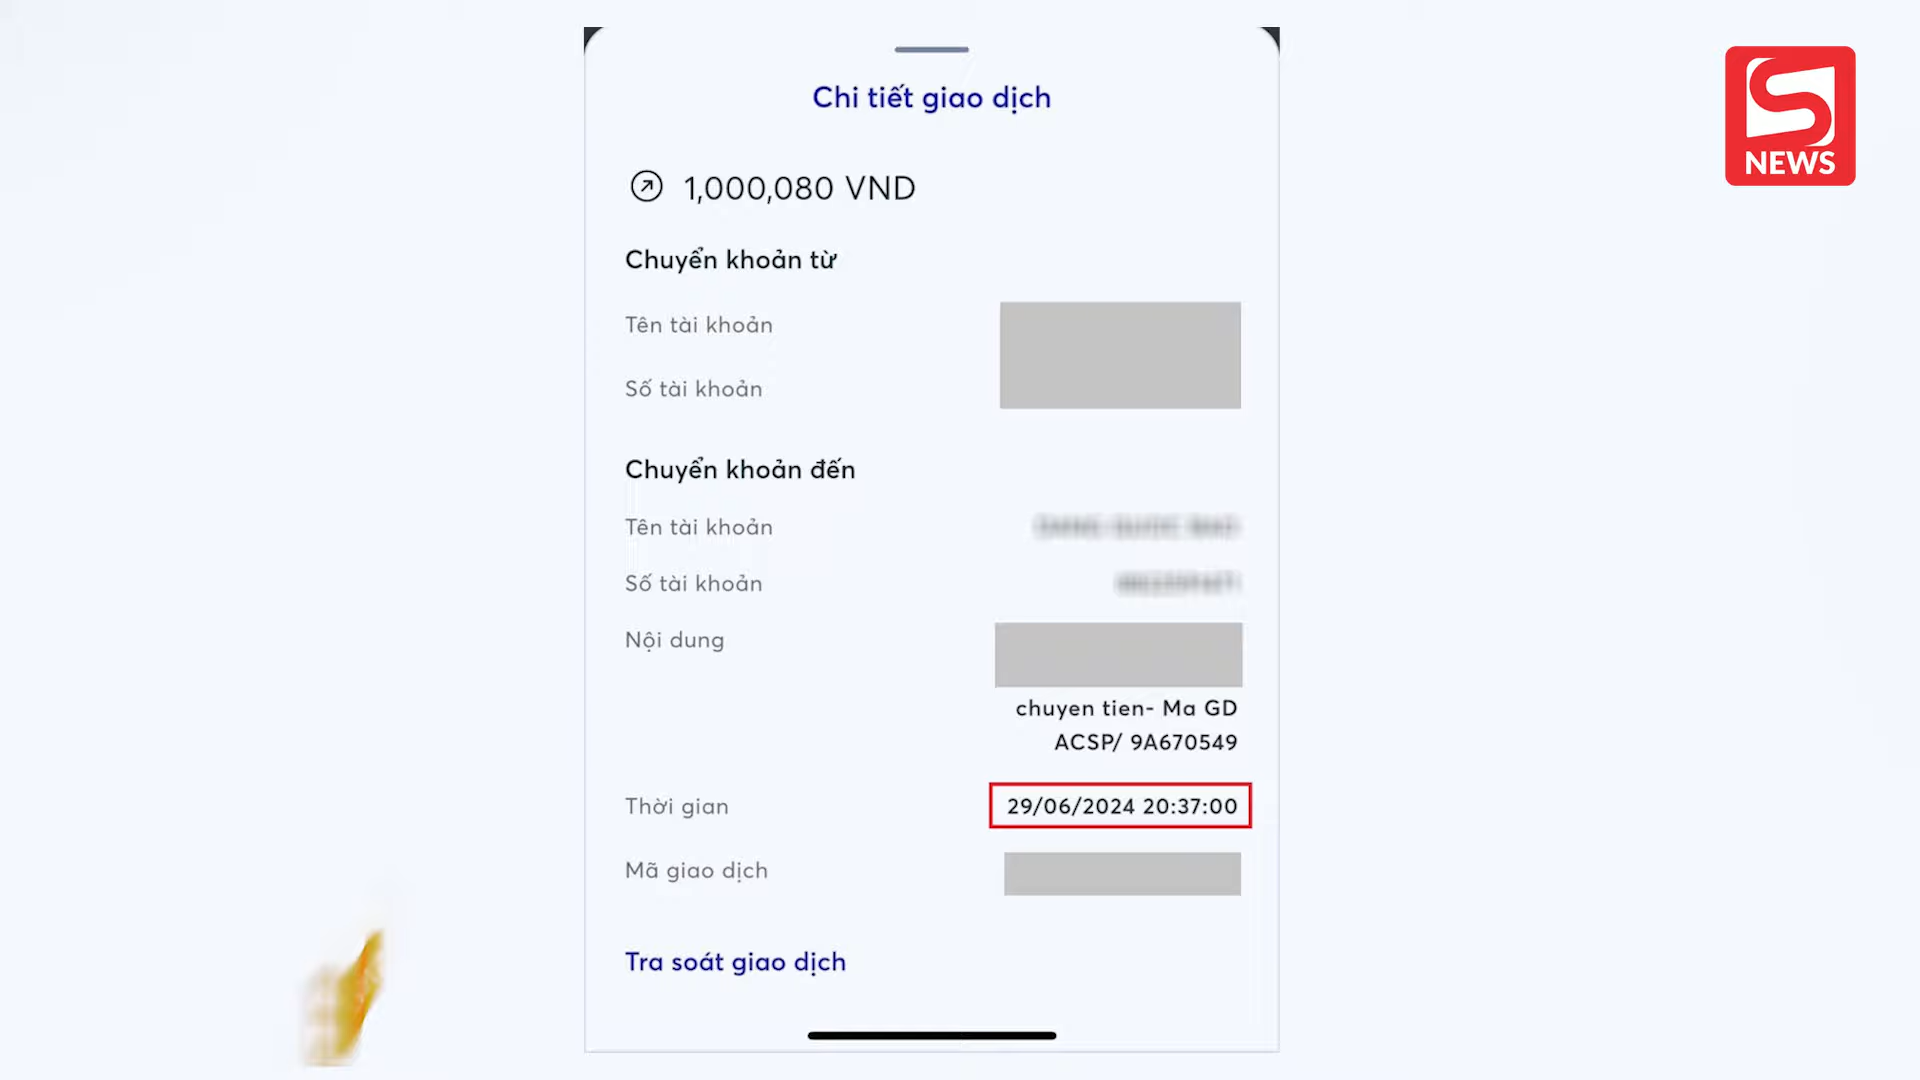 Chi tiết giao dịch
1,000,080 VND
Chuyển khoản từ
Tên tài khoản
Số tài khoản
Chuyển khoản đến
Tên tài khoản
Số tài khoản
Nội dung
chuyen tien- Ma GD
ACSP/ 9A670549
Thời gian 29/06/2024 20:37:00
Mã giao dịch
Tra soát giao dịch
S
NEWS